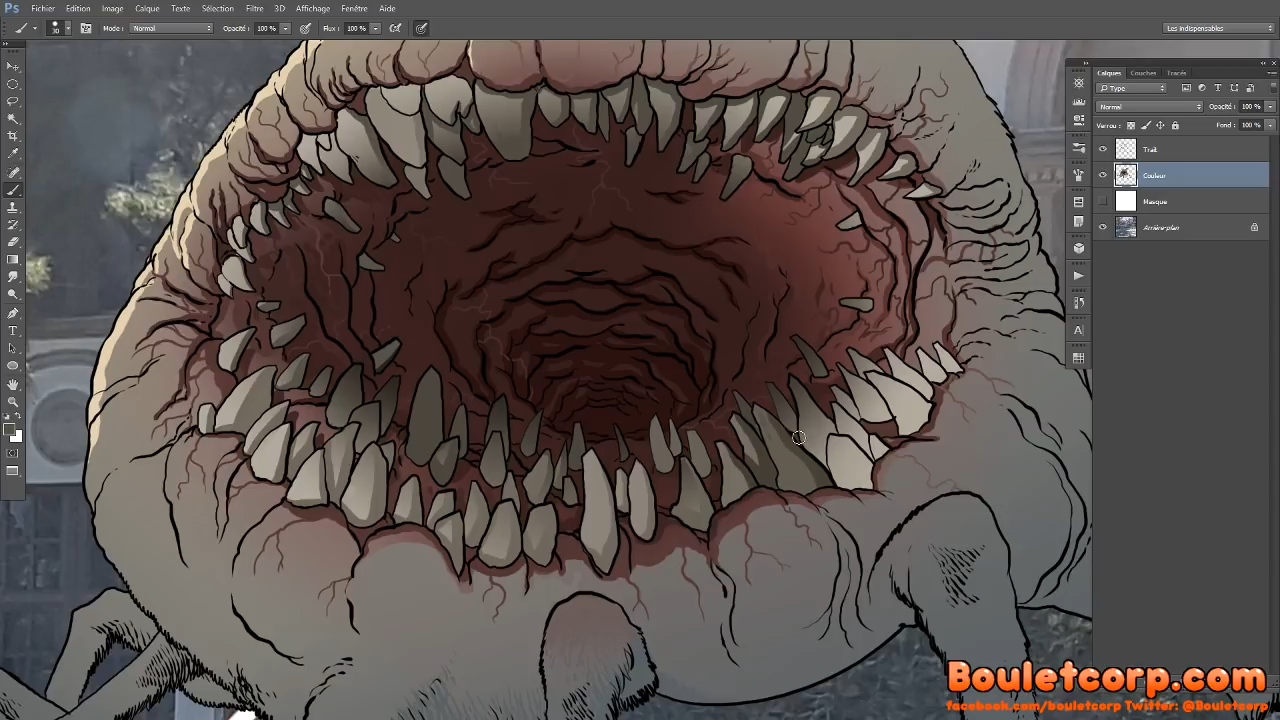 Ps Fichier Edition Image Calque Texte Sélection Filtre 3D Affichage Fenêtre Aide
30 Mode : Normal Opacité : 100 % Flux : 100 % Les indispensables
Calques Couches Tracés
Type
Normal Opacité : 100 %
Verrou : Fond : 100 %
Trait
Couleur
Masque
Arrière-plan
Bouletcorp.com
facebook.com/bouletcorp Twitter: @Bouletcorp